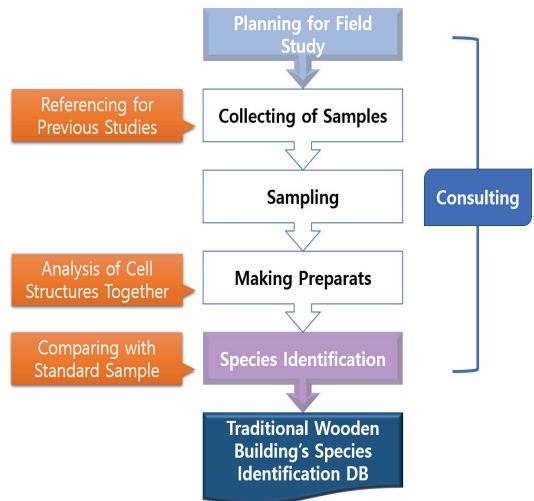 Planning for Field
Study
Referencing for
Previous Studies
Collecting of Samples
Sampling
Consulting
Analysis of Cell
Structures Together
Making Preparats
Comparing with
Standard Sample
Species Identification
Traditional Wooden
Building's Species
Identification DB